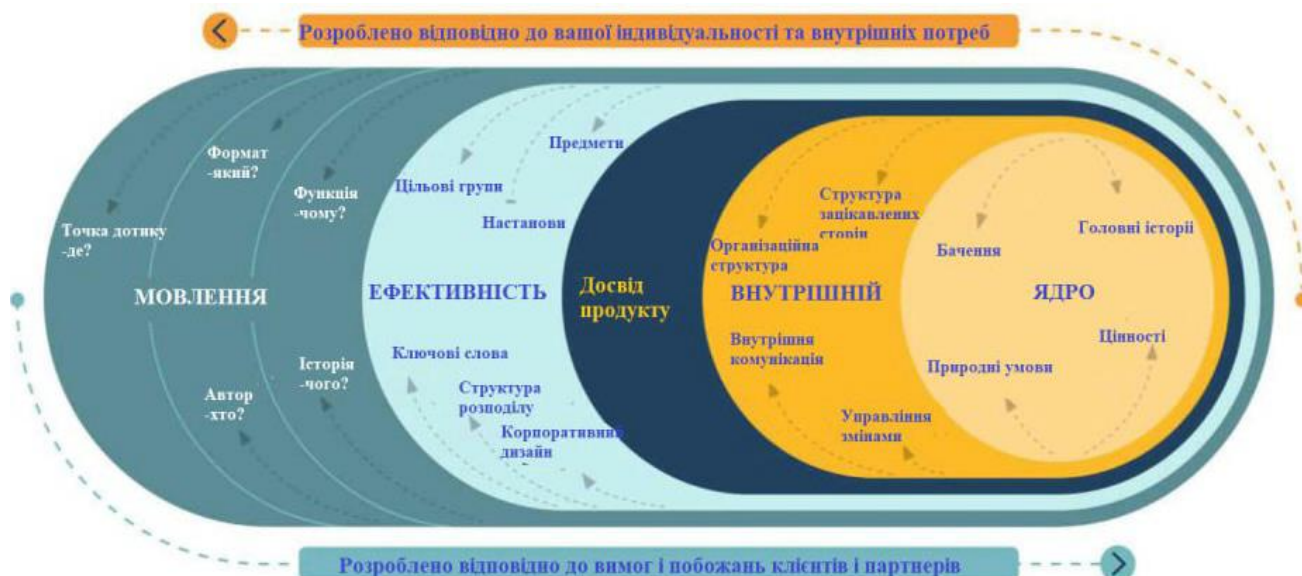 Розроблено відповідно до вашої індивідуальності та внутрішніх потреб
Точка дотику
-де?
Формат
-який?
Функція
-чому?
МОВЛЕННЯ
Автор
-хто?
Історія
-чого?
Предмети
Цільові групи
Настанови
ЕФЕКТИВНІСТЬ
Ключові слова
Структура
розподілу
Корпоративний
дизайн
Досвід
продукту
Структура
зацікавлених
сторін
Організаційна
структура
ВНУТРІШНІЙ
Внутрішня
комунікація
Управління
змінами
Головні історії
Бачення
ЯДРО
Цінності
Природні умови
Розроблено відповідно до вимог і побожань клієнтів і партнерів